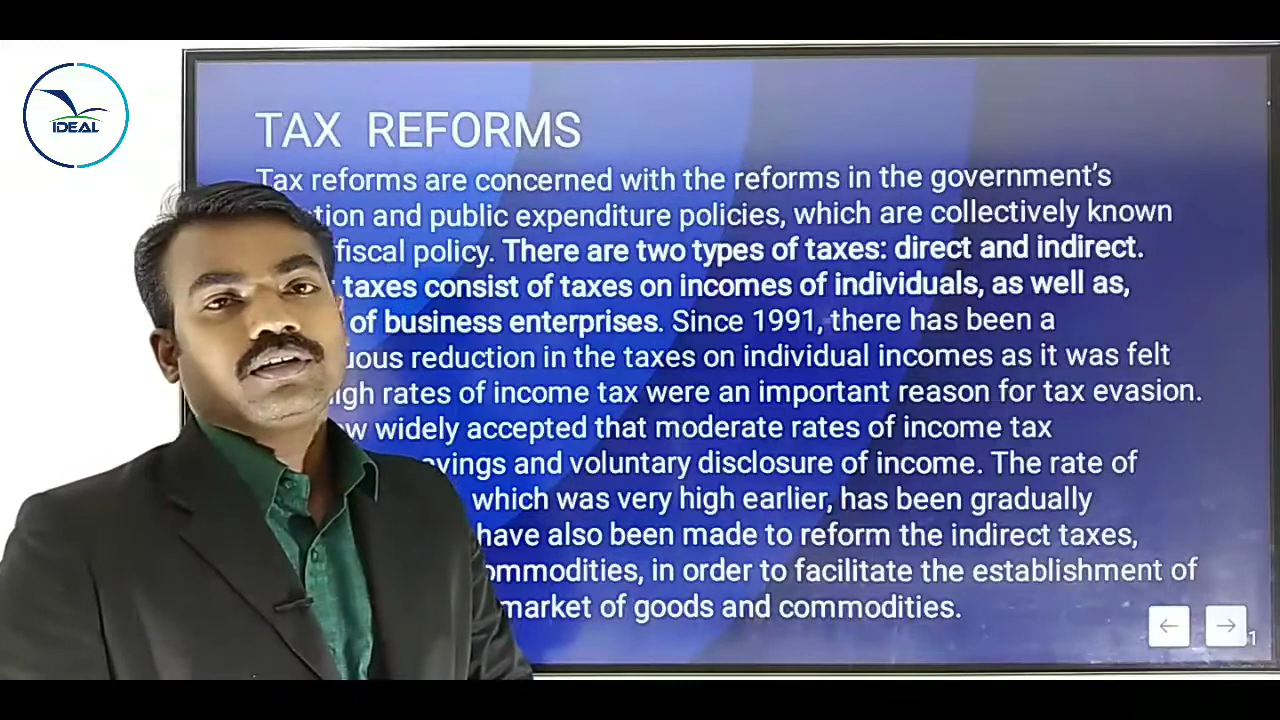 IDEAL
TAX REFORMS
Tax reforms are concerned with the reforms in the government's
tion and public expenditure policies, which are collectively known
fiscal policy. There are two types of taxes: direct and indirect.
taxes consist of taxes on incomes of individuals, as well as,
of business enterprises. Since 1991, there has been a
uous reduction in the taxes on individual incomes as it was felt
igh rates of income tax were an important reason for tax evasion.
w widely accepted that moderate rates of income tax
avings and voluntary disclosure of income. The rate of
which was very high earlier, has been gradually
have also been made to reform the indirect taxes,
ommodities, in order to facilitate the establishment of
market of goods and commodities.
1